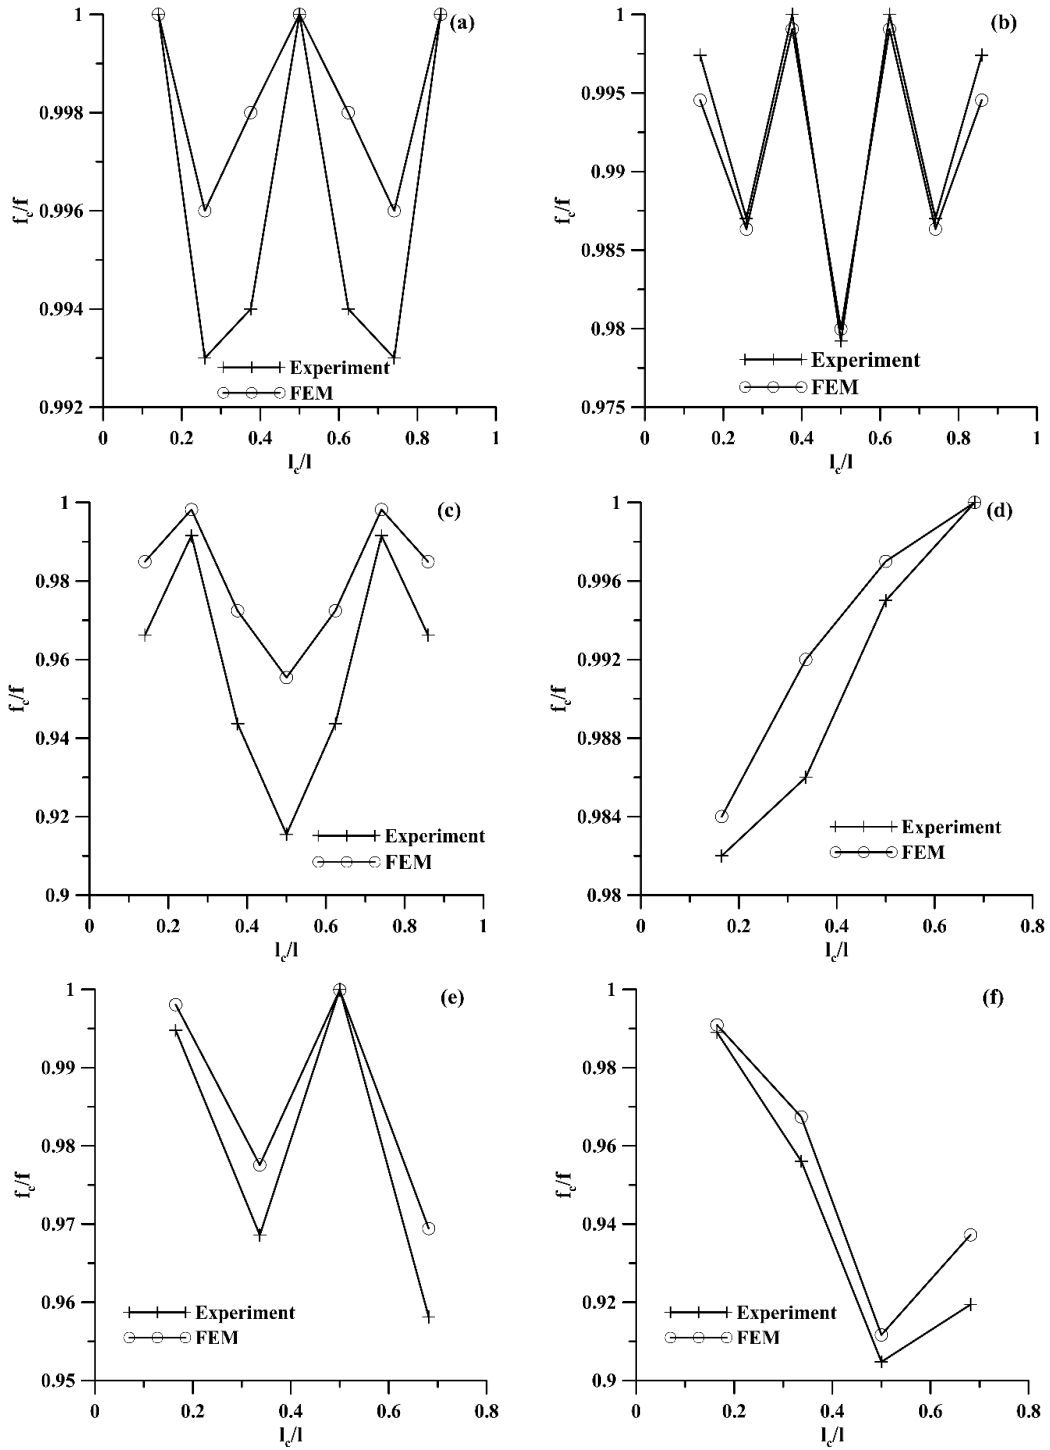 (a)
1
0.998
0.996
0.994
0.992
f_c/f
Experiment
FEM
0 0.2 0.4 0.6 0.8 1
l_c/l
(b)
1
0.995
0.99
0.985
0.98
0.975
f_c/f
Experiment
FEM
0 0.2 0.4 0.6 0.8 1
l_c/l
(c)
1
0.98
0.96
0.94
0.92
0.9
f_c/f
Experiment
FEM
0 0.2 0.4 0.6 0.8 1
l_c/l
(d)
1
0.996
0.992
0.988
0.984
0.98
f_c/f
Experiment
FEM
0 0.2 0.4 0.6 0.8
l_c/l
(e)
1
0.99
0.98
0.97
0.96
0.95
f_c/f
Experiment
FEM
0 0.2 0.4 0.6 0.8
l_c/l
(f)
1
0.98
0.96
0.94
0.92
0.9
f_c/f
Experiment
FEM
0 0.2 0.4 0.6 0.8
l_c/l